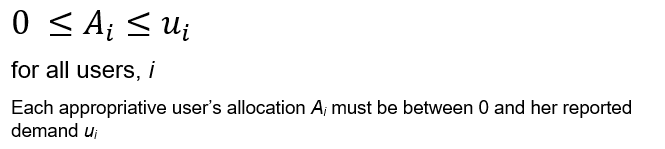 0 ≤ Aᵢ ≤ uᵢ
for all users, i
Each appropriative user’s allocation Aᵢ must be between 0 and her reported
demand uᵢ